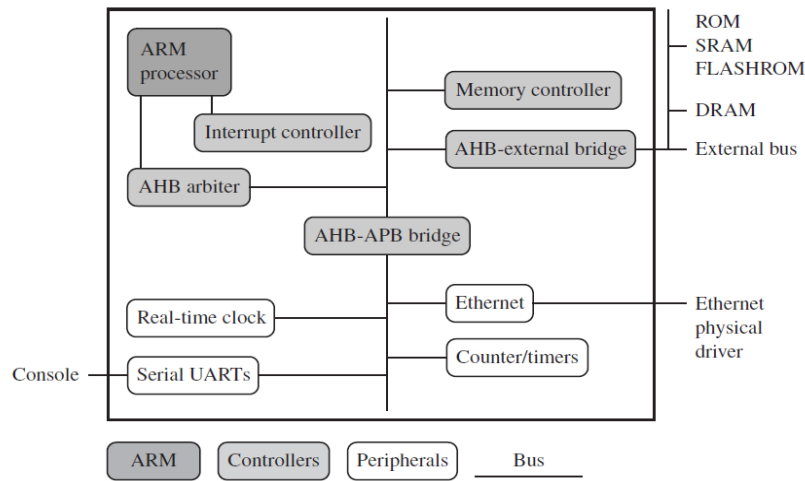 ROM
SRAM
FLASHROM
DRAM
External bus
ARM
processor
Memory controller
Interrupt controller
AHB-external bridge
AHB arbiter
AHB-APB bridge
Real-time clock
Ethernet
Ethernet
physical
driver
Console
Serial UARTs
Counter/timers
ARM
Controllers
Peripherals
Bus